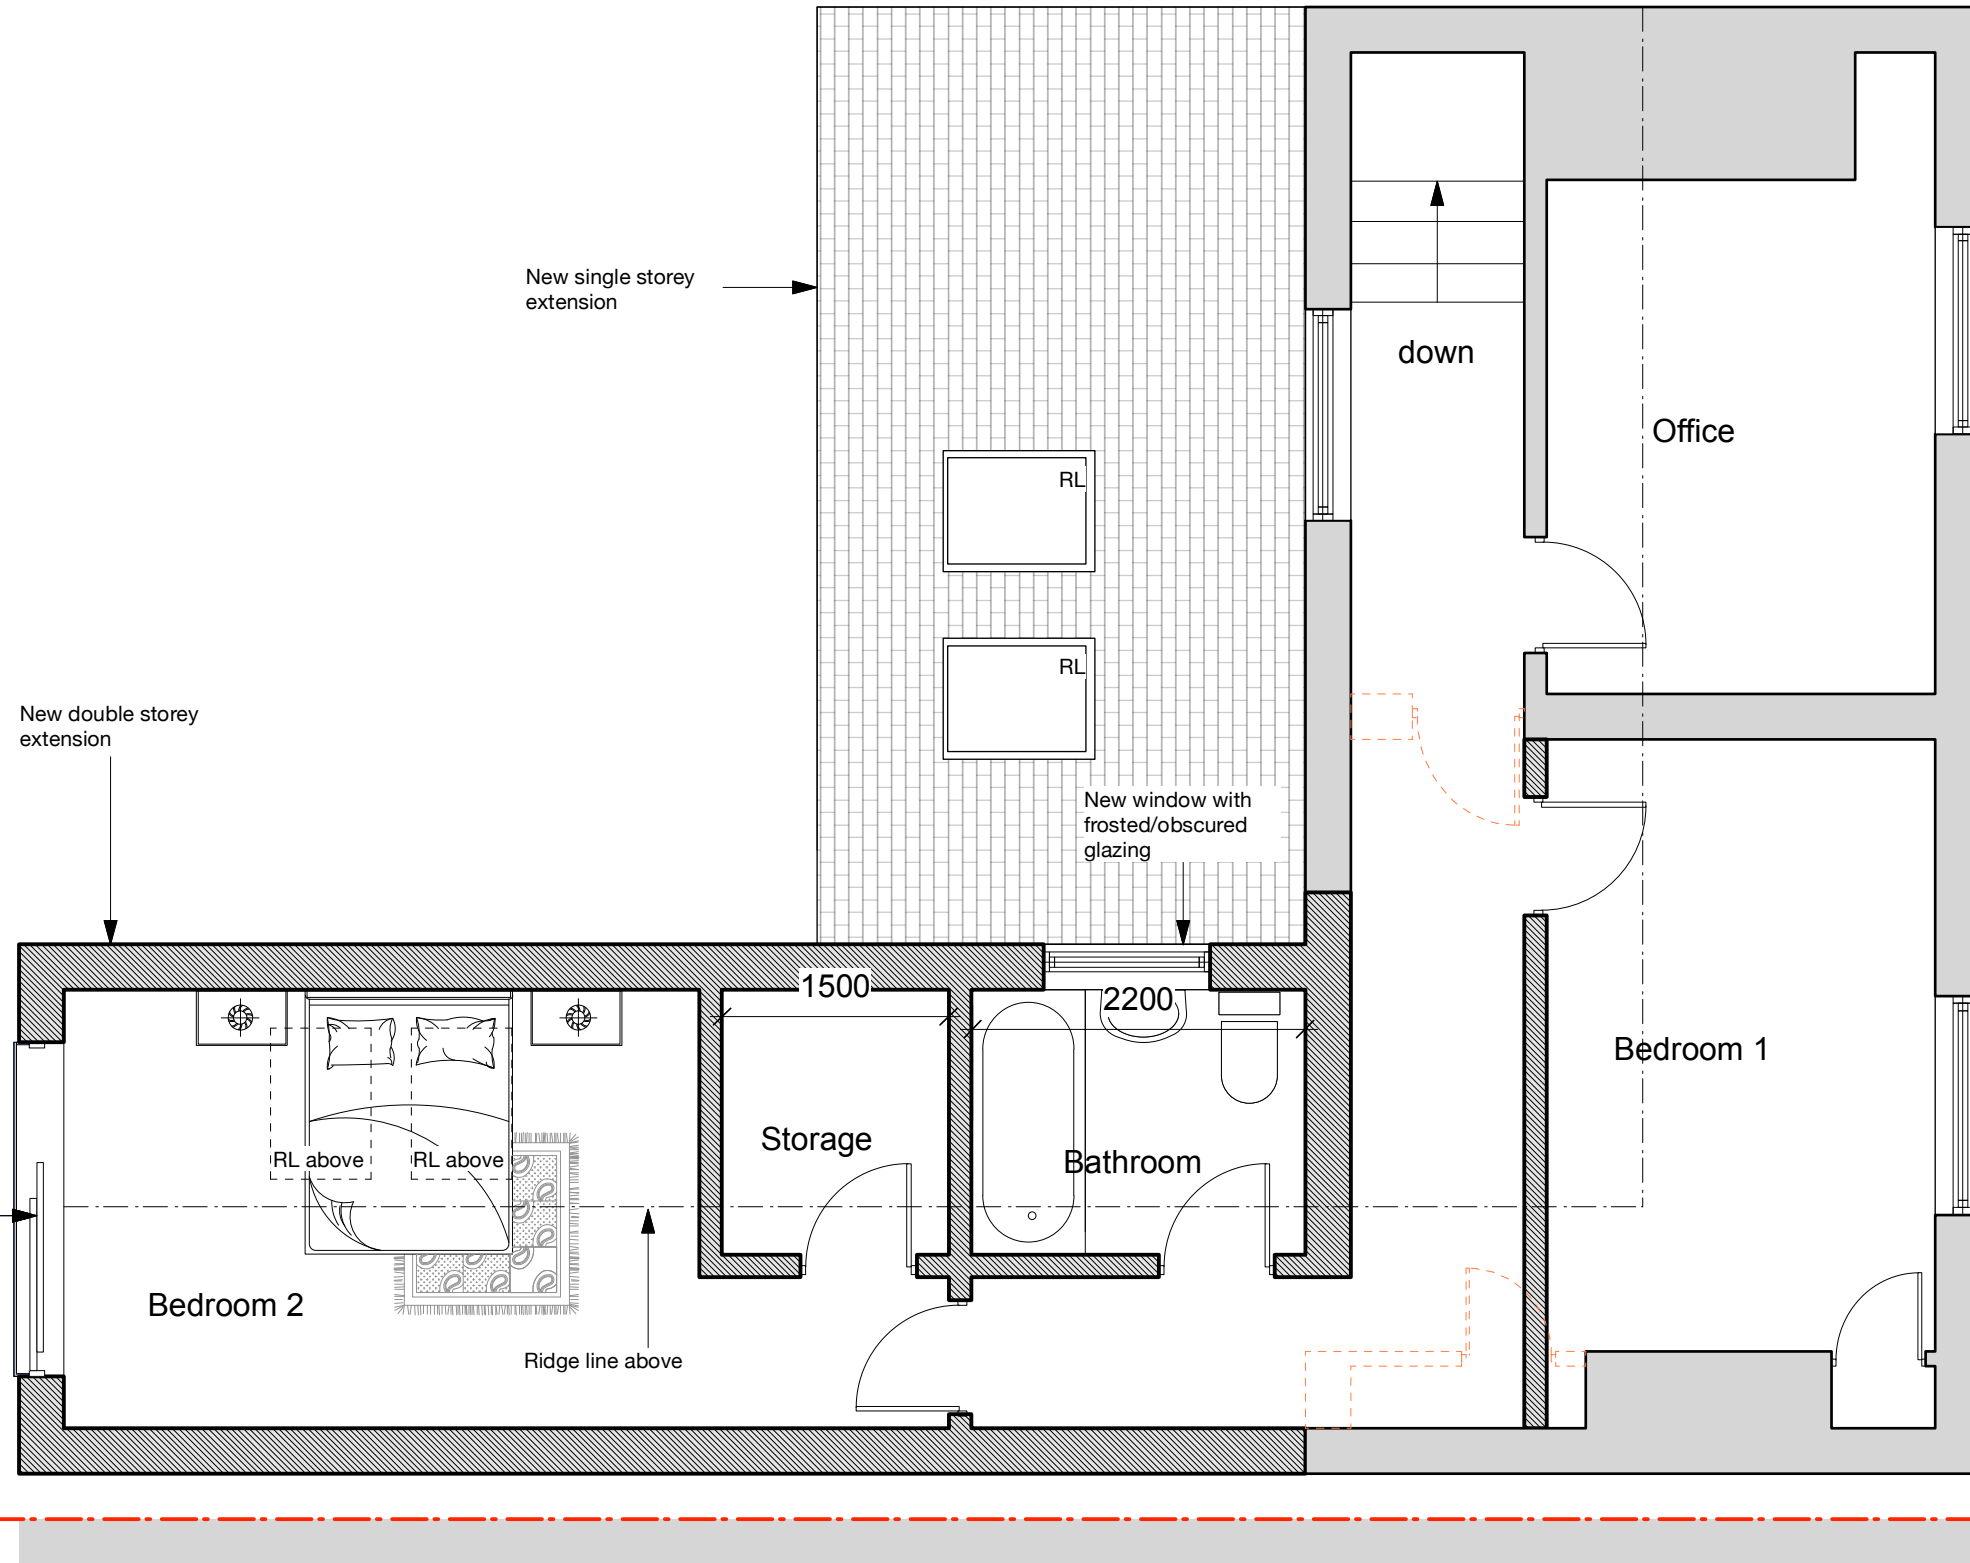 New single storey
extension
down
Office
RL
RL
New double storey
extension
New window with
frosted/obscured
glazing
1500
2200
Bedroom 1
Storage
Bathroom
RL above
RL above
Bedroom 2
Ridge line above